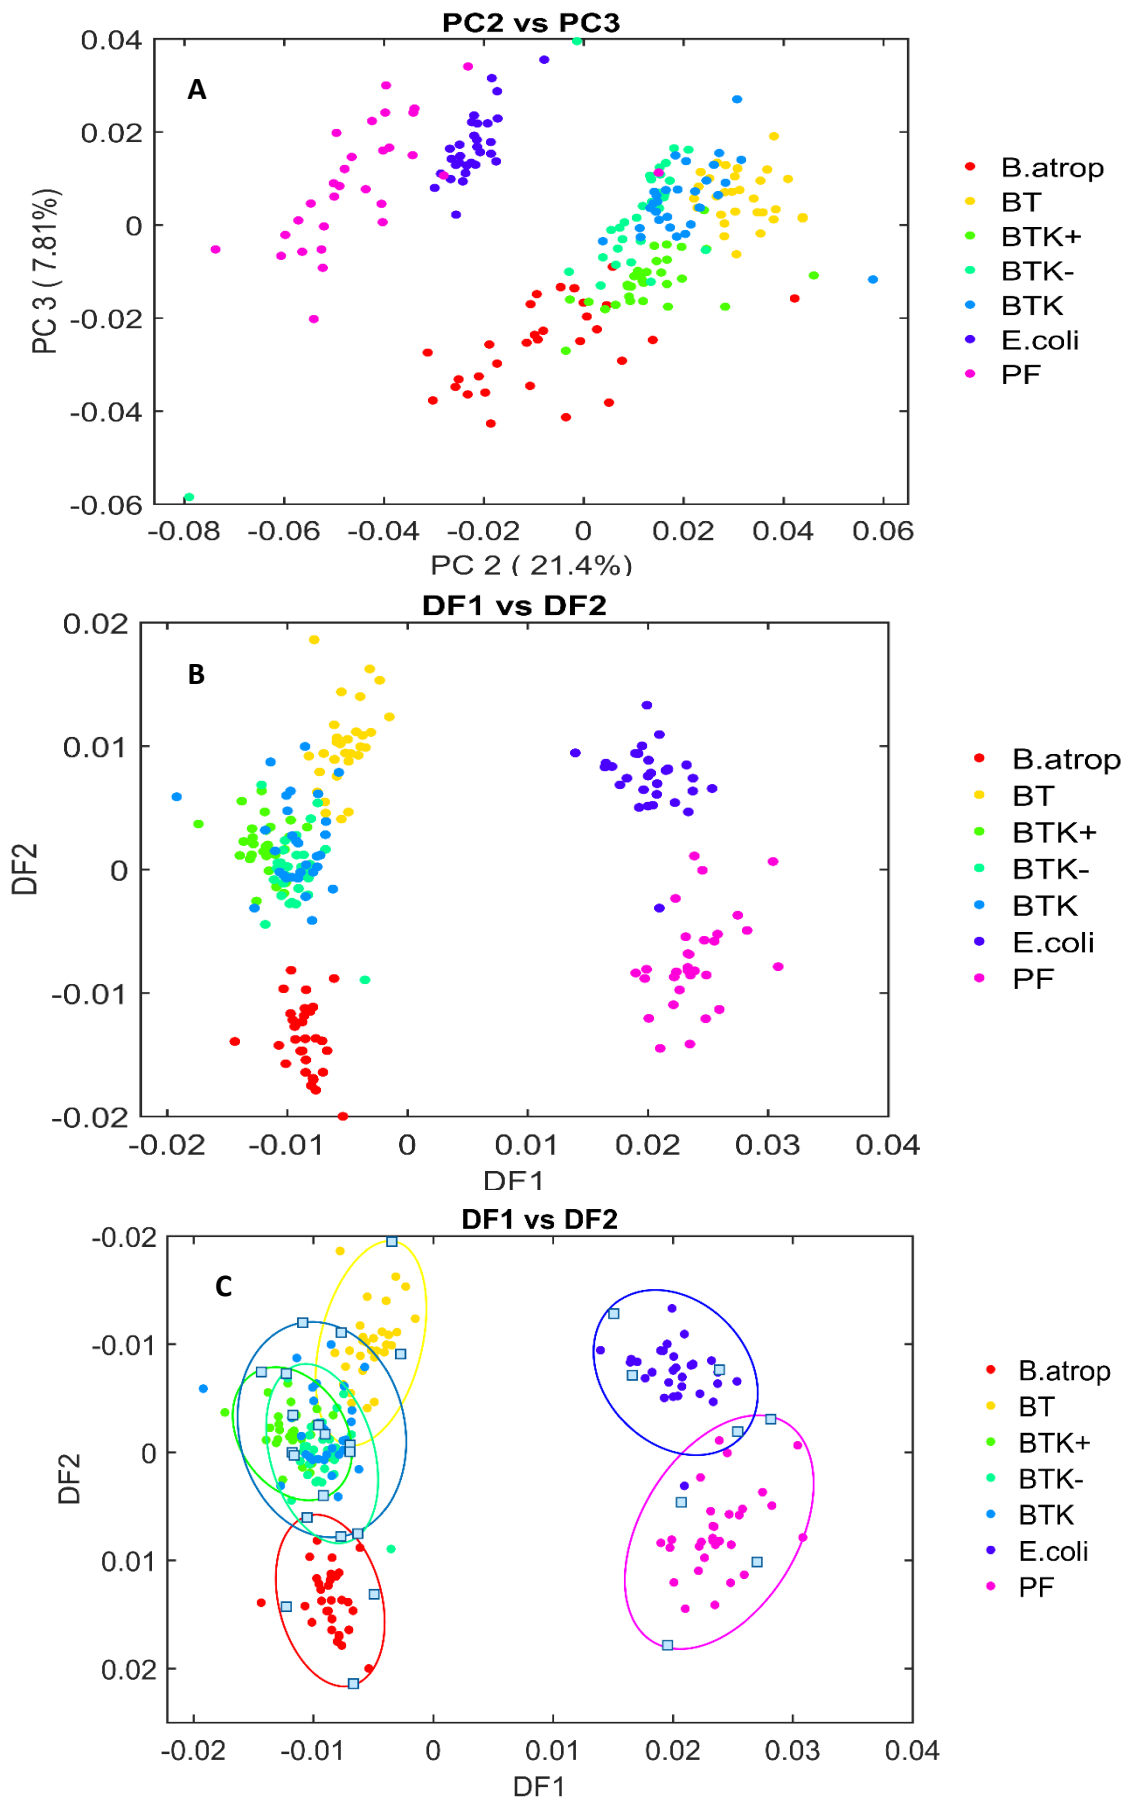 PC2 vs PC3
A
0.04
0.02
0
-0.02
-0.04
-0.06
PC 3 ( 7.81%)
-0.08 -0.06 -0.04 -0.02 0 0.02 0.04 0.06
PC 2 ( 21.4%)
B.atrop
BT
BTK+
BTK-
BTK
E.coli
PF
DF1 vs DF2
B
0.02
0.01
0
-0.01
-0.02
DF2
-0.02 -0.01 0 0.01 0.02 0.03 0.04
DF1
B.atrop
BT
BTK+
BTK-
BTK
E.coli
PF
DF1 vs DF2
C
-0.02
-0.01
0
0.01
0.02
DF2
-0.02 -0.01 0 0.01 0.02 0.03 0.04
DF1
B.atrop
BT
BTK+
BTK-
BTK
E.coli
PF